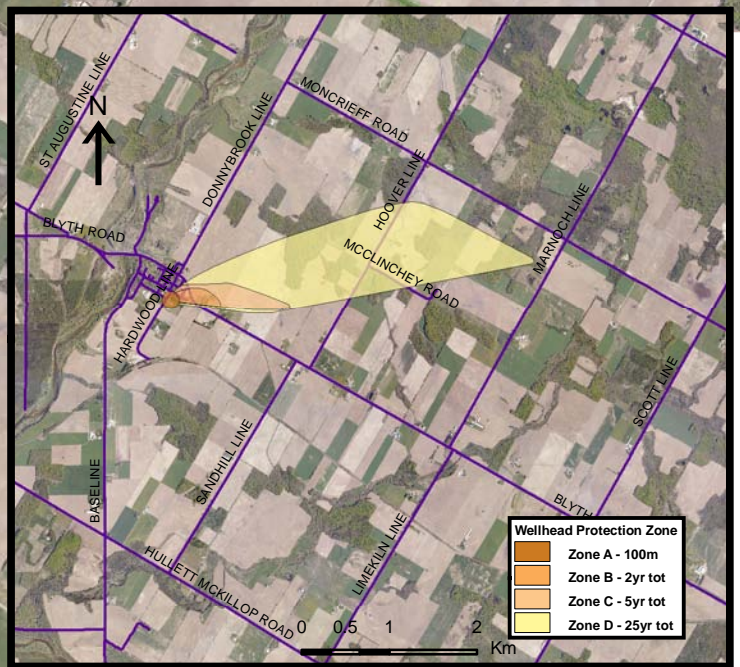 ST AUGUSTINE LINE
N
DONNYBROOK LINE
MONCRIEFF ROAD
HOOVER LINE
BLYTH ROAD
MCCLINCHEY ROAD
MARNOCH LINE
HARDWOOD LINE
SCOTT LINE
SANDHILL LINE
BASELINE
BLYTH
LIMEKILN LINE
HULLETT MCKILLOP ROAD
Wellhead Protection Zone
Zone A - 100m
Zone B - 2yr tot
Zone C - 5yr tot
Zone D - 25yr tot
0 0.5 1 2
Km